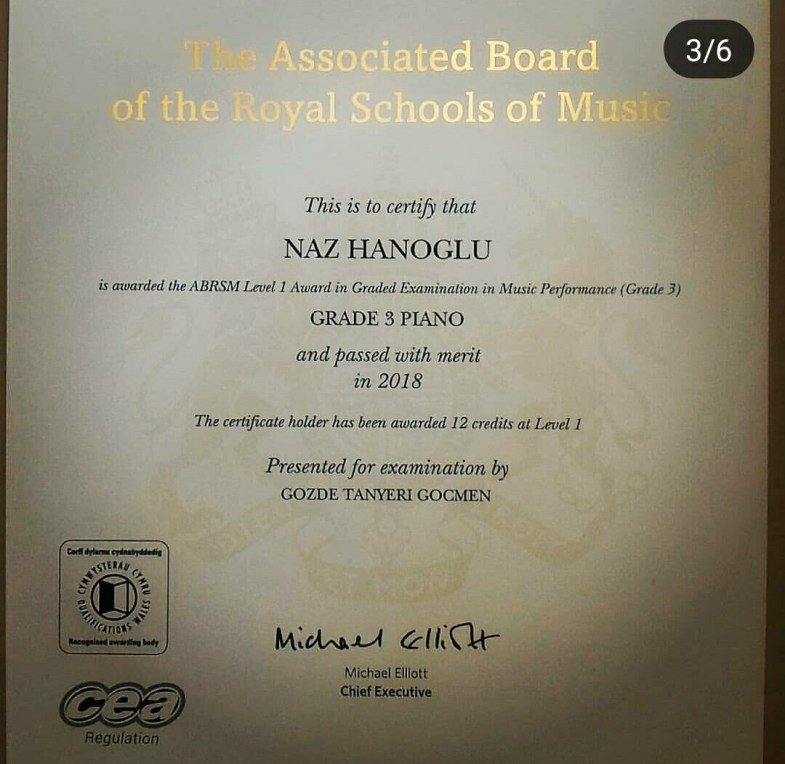 3/6
The Associated Board
of the Royal Schools of Music
This is to certify that
NAZ HANOGLU
is awarded the ABRSM Level 1 Award in Graded Examination in Music Performance (Grade 3)
GRADE 3 PIANO
and passed with merit
in 2018
The certificate holder has been awarded 12 credits at Level 1
Presented for examination by
GOZDE TANYERI GOCMEN
DIEU
ET MON
Corff dyfarnu cydnabyddedig
CYMWYSTERAU CYMRU
QUALIFICATIONS WALES
Recognised awarding body
Michael Elliott
Michael Elliott
Chief Executive
cea
Regulation